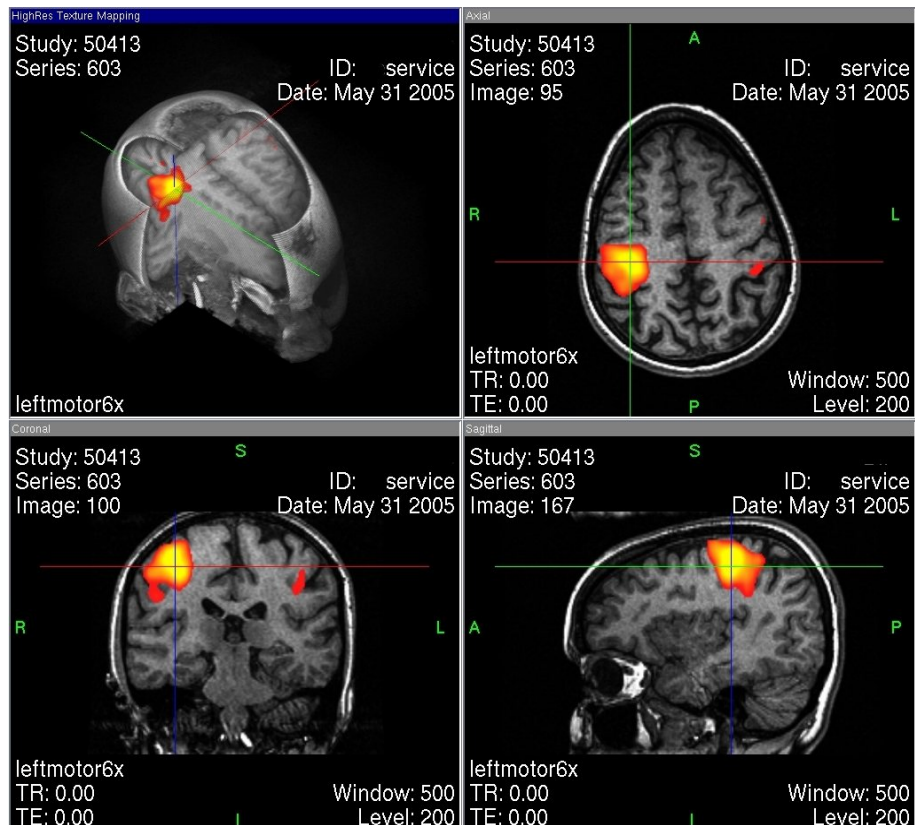 HighRes Texture Mapping
Study: 50413
Series: 603
ID: service
Date: May 31 2005
leftmotor6x
Axial
A
Study: 50413
Series: 603
ID: service
Image: 95
Date: May 31 2005
R
L
leftmotor6x
TR: 0.00
Window: 500
TE: 0.00
P
Level: 200
Coronal
S
Study: 50413
Series: 603
ID: service
Image: 100
Date: May 31 2005
R
L
leftmotor6x
TR: 0.00
Window: 500
TE: 0.00
Level: 200
Sagittal
S
Study: 50413
Series: 603
ID: service
Image: 167
Date: May 31 2005
A
P
leftmotor6x
TR: 0.00
Window: 500
TE: 0.00
Level: 200